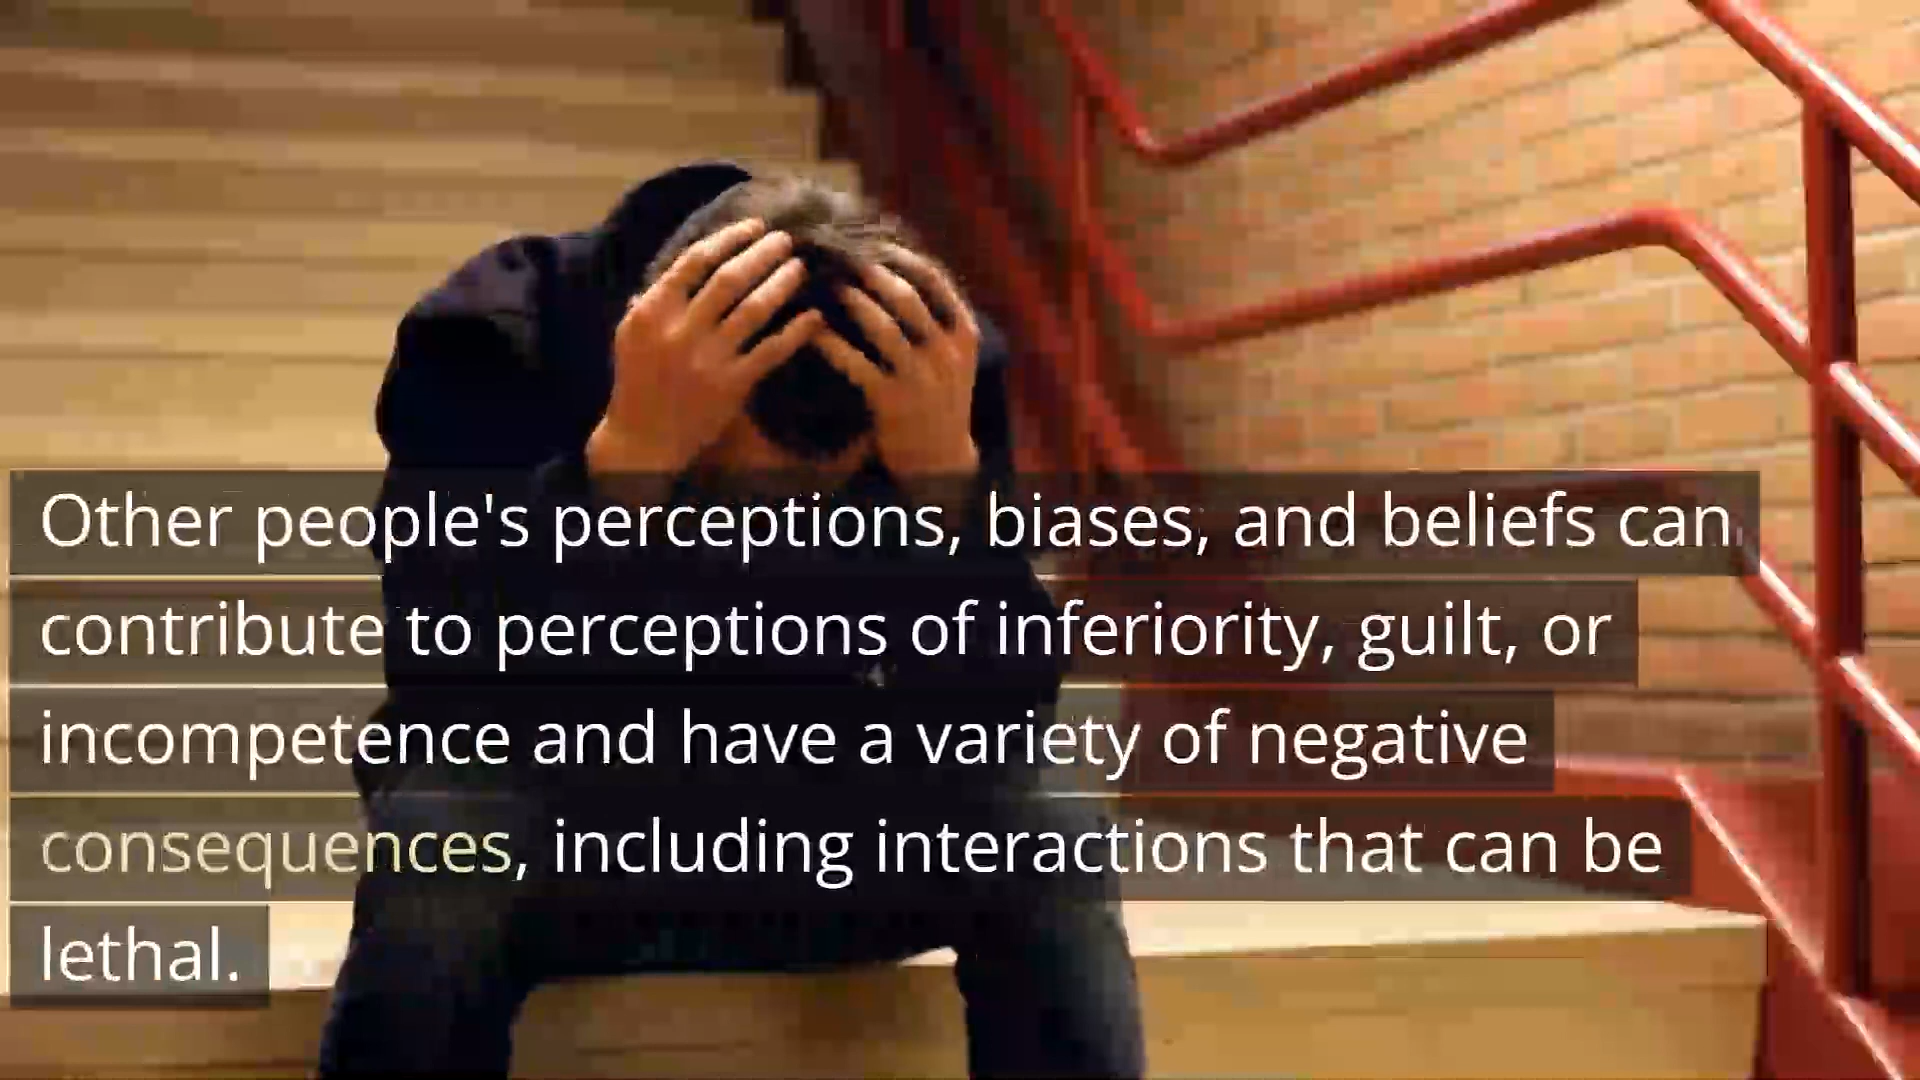 Other people's perceptions, biases, and beliefs can
contribute to perceptions of inferiority, guilt, or
incompetence and have a variety of negative
consequences, including interactions that can be
lethal.